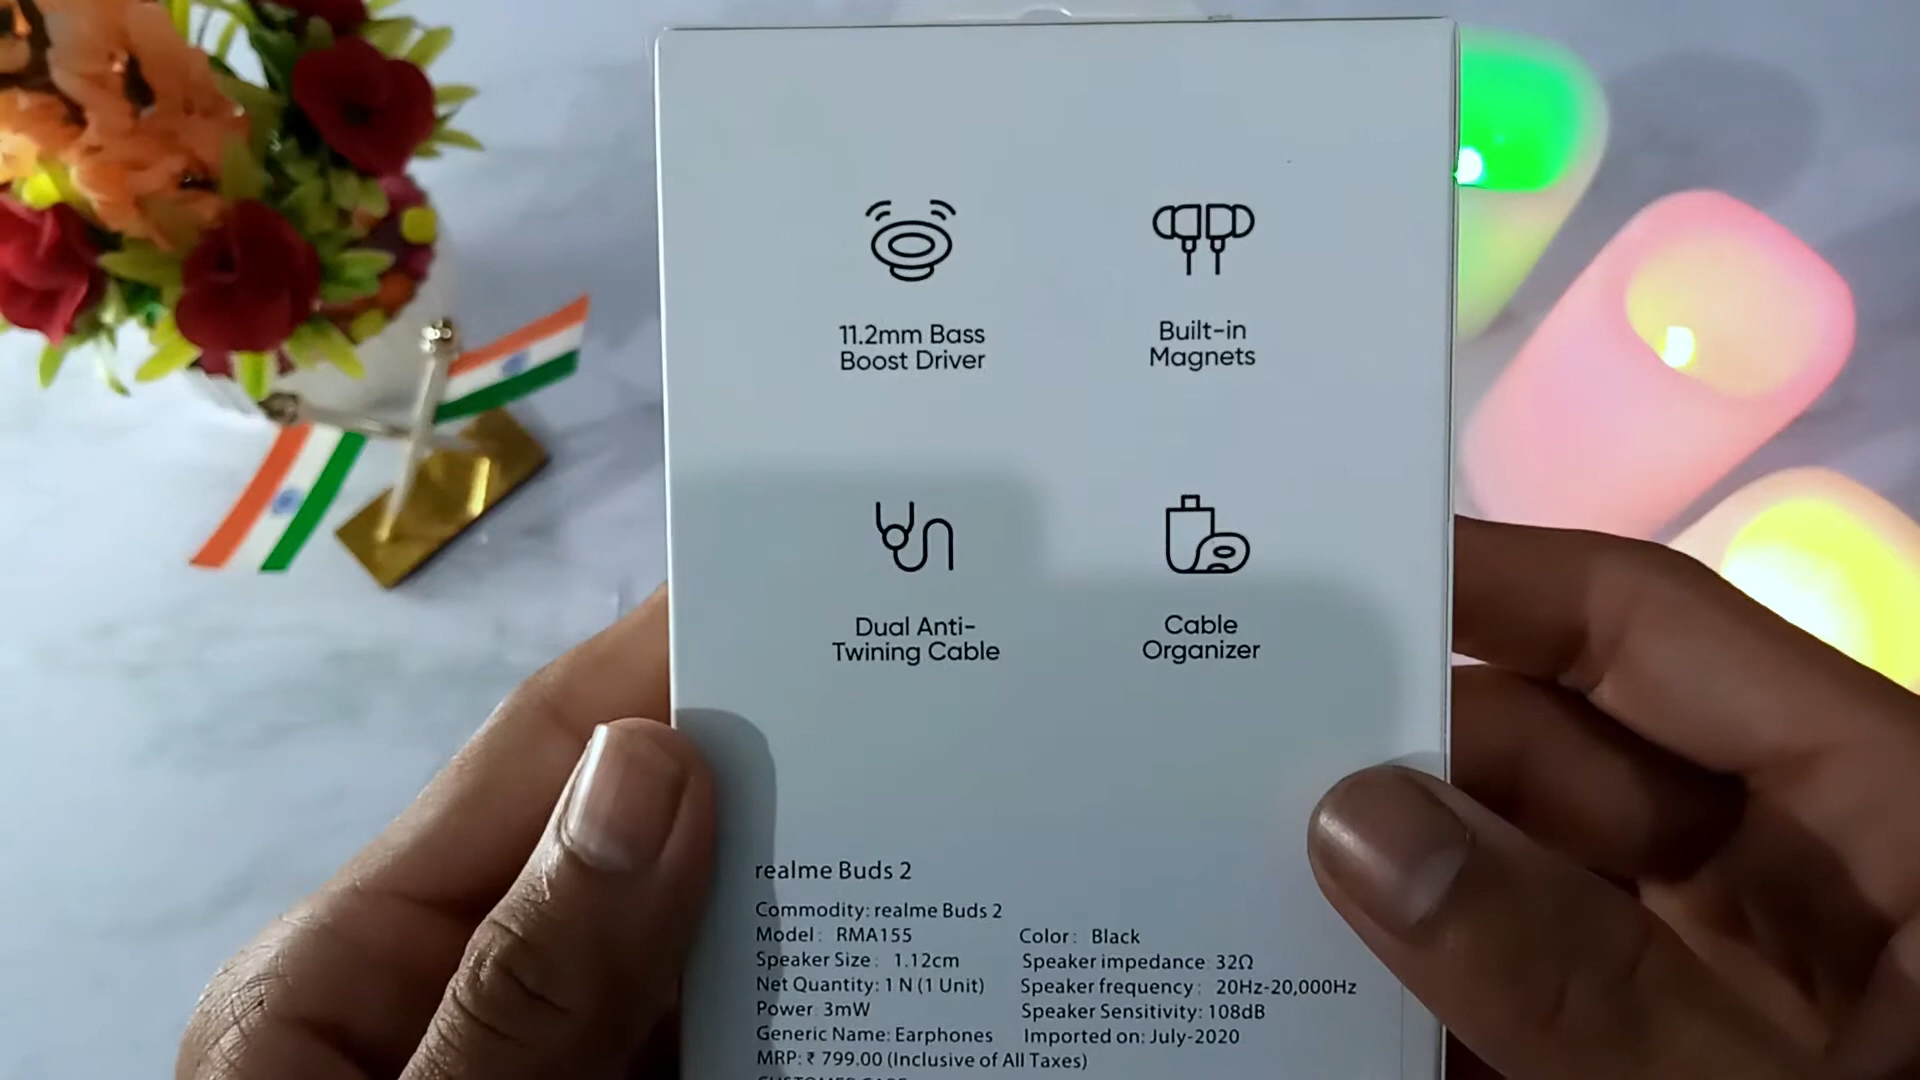 11.2mm Bass
Boost Driver
Built-in
Magnets
Dual Anti-
Twining Cable
Cable
Organizer
realme Buds 2
Commodity: realme Buds 2
Model: RMA155
Color: Black
Speaker Size: 1.12cm
Speaker impedance: 32Ω
Net Quantity: 1 N (1 Unit)
Speaker frequency: 20Hz-20,000Hz
Power: 3mW
Speaker Sensitivity: 108dB
Generic Name: Earphones
Imported on: July-2020
MRP: ₹ 799.00 (Inclusive of All Taxes)